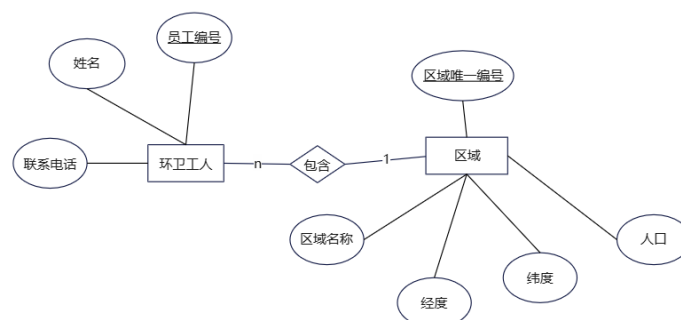 员工编号
姓名
区域唯一编号
联系电话
环卫工人
n
包含
1
区域
区域名称
人口
纬度
经度